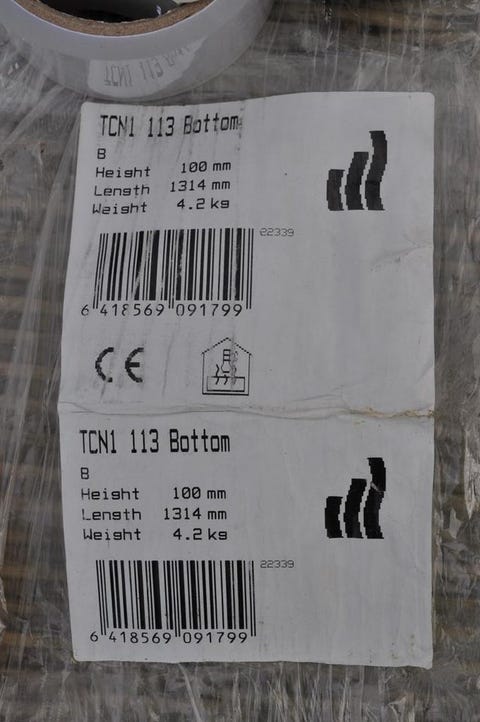 TCN1 113 Bottom
B
Height 100 mm
Length 1314 mm
Weight 4.2 kg
22339
6 418569 091799
CE
TCN1 113 Bottom
B
Height 100 mm
Length 1314 mm
Weight 4.2 kg
22339
6 418569 091799